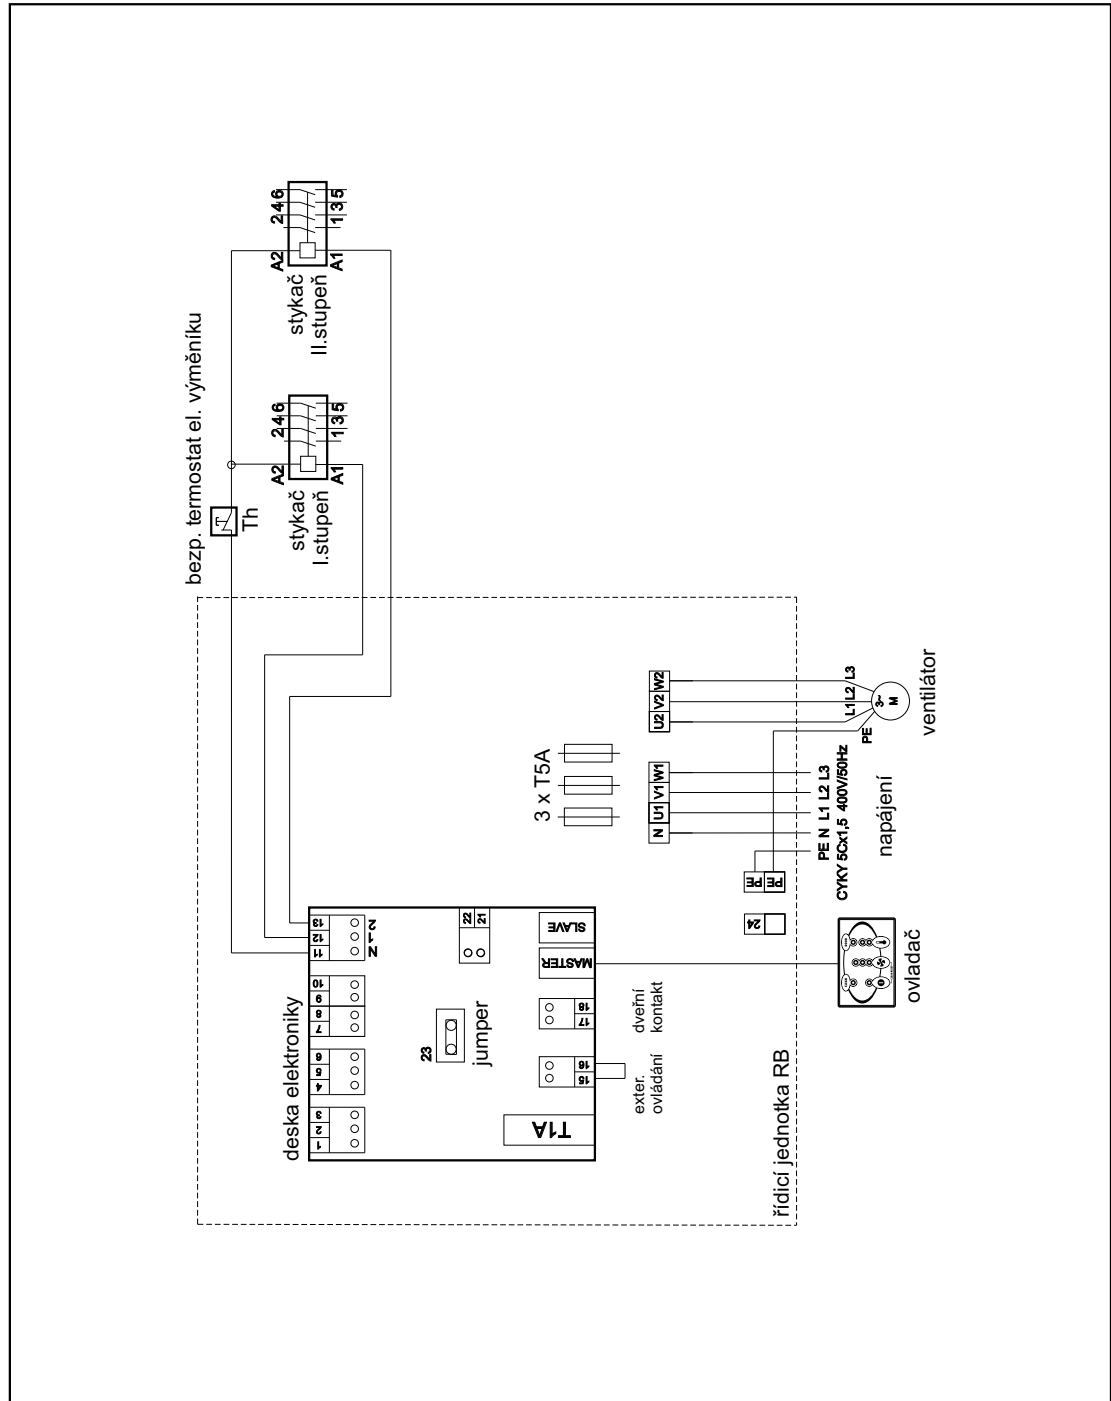 bezp. termostat el. výměníku
Th
stykač
I.stupeň
A2
2 4 6
A1
1 3 5
stykač
II.stupeň
A2
2 4 6
A1
1 3 5
deska elektroniky
1 2 3
4 5 6
7 8 9 10
11 12 13
N 1 2
23
jumper
22 21
T1A
15 16
17 18
MASTER
SLAVE
exter.
ovládání
dveřní
kontakt
3 x T5A
N U1 V1 W1
U2 V2 W2
24
PE PE
řídicí jednotka RB
PE N L1 L2 L3
CYKY 5Cx1,5 400V/50Hz
napájení
PE
L1 L2 L3
3~
M
ventilátor
ovladač